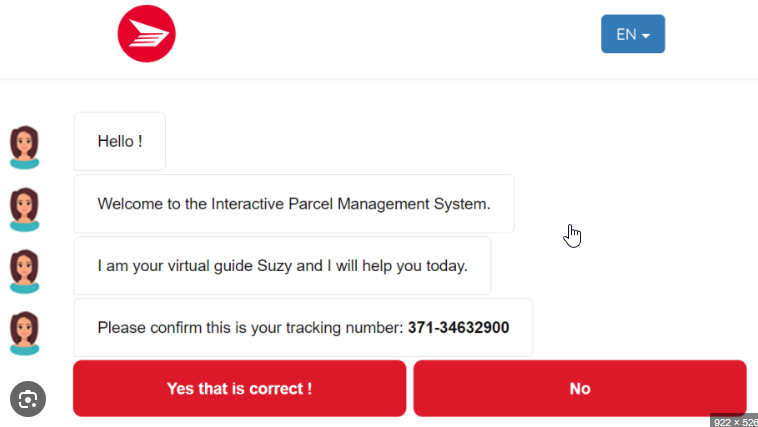 EN
Hello !
Welcome to the Interactive Parcel Management System.
I am your virtual guide Suzy and I will help you today.
Please confirm this is your tracking number: 371-34632900
Yes that is correct !
No
922 x 526